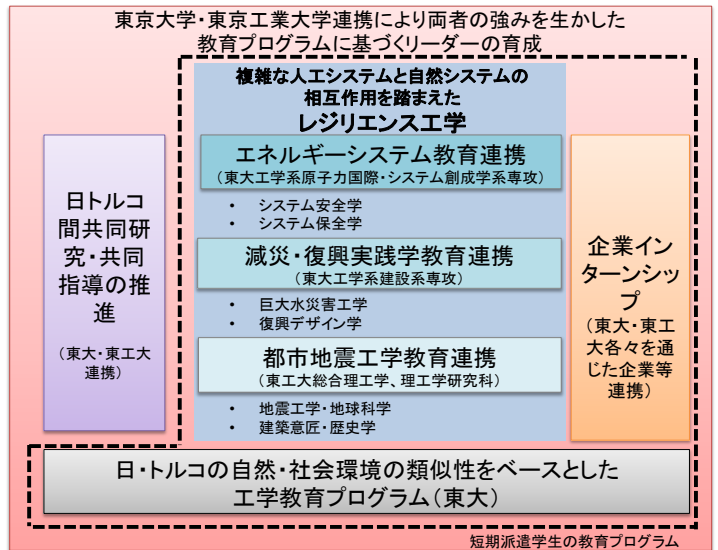 東京大学・東京工業大学連携により両者の強みを生かした
教育プログラムに基づくリーダーの育成
複雑な人工システムと自然システムの
相互作用を踏まえた
レジリエンス工学
エネルギーシステム教育連携
（東大工学系原子力国際・システム創成学系専攻）
• システム安全学
• システム保全学
減災・復興実践学教育連携
（東大工学系建設系専攻）
• 巨大水災害工学
• 復興デザイン学
都市地震工学教育連携
（東工大総合理工学、理工学研究科）
• 地震工学・地球科学
• 建築意匠・歴史学
日トルコ
間共同研
究・共同
指導の推
進
（東大・東工大
連携）
企業イン
ターンシッ
プ
（東大・東工
大各々を通
じた企業等
連携）
日・トルコの自然・社会環境の類似性をベースとした
工学教育プログラム（東大）
短期派遣学生の教育プログラム